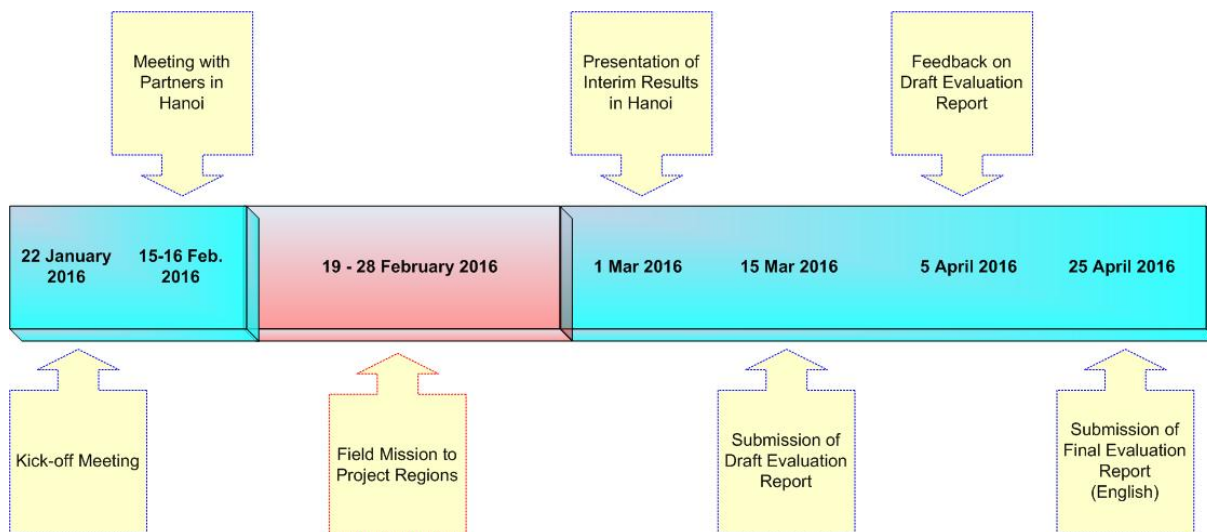 Meeting with
Partners in
Hanoi
Presentation of
Interim Results
in Hanoi
Feedback on
Draft Evaluation
Report
22 January
2016
15-16 Feb.
2016
19 - 28 February 2016
1 Mar 2016
15 Mar 2016
5 April 2016
25 April 2016
Kick-off Meeting
Field Mission to
Project Regions
Submission of
Draft Evaluation
Report
Submission of
Final Evaluation
Report
(English)